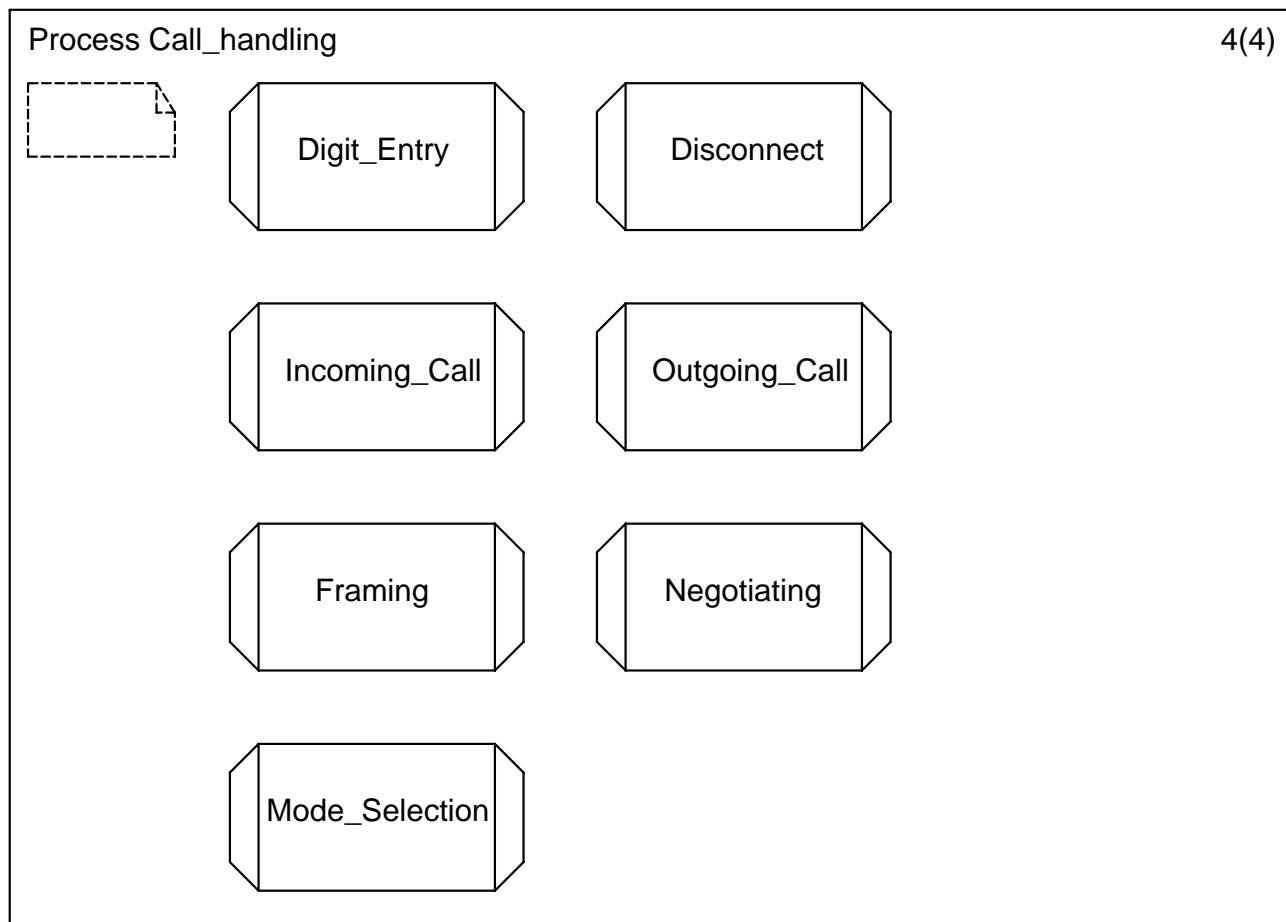 Process Call_handling
4(4)
Digit_Entry
Disconnect
Incoming_Call
Outgoing_Call
Framing
Negotiating
Mode_Selection